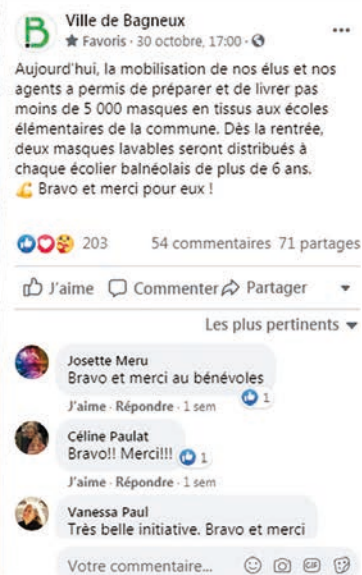 Ville de Bagneux
★ Favoris · 30 octobre, 17:00 ·
Aujourd'hui, la mobilisation de nos élus et nos
agents a permis de préparer et de livrer pas
moins de 5 000 masques en tissus aux écoles
élémentaires de la commune. Dès la rentrée,
deux masques lavables seront distribués à
chaque écolier balnéolais de plus de 6 ans.
💪 Bravo et merci pour eux !
203 54 commentaires 71 partages
J'aime Commenter Partager
Les plus pertinents
Josette Meru
Bravo et merci au bénévoles
1
J'aime · Répondre · 1 sem
Céline Paulat
Bravo!! Merci!!! 1
J'aime · Répondre · 1 sem
Vanessa Paul
Très belle initiative. Bravo et merci
Votre commentaire... GIF